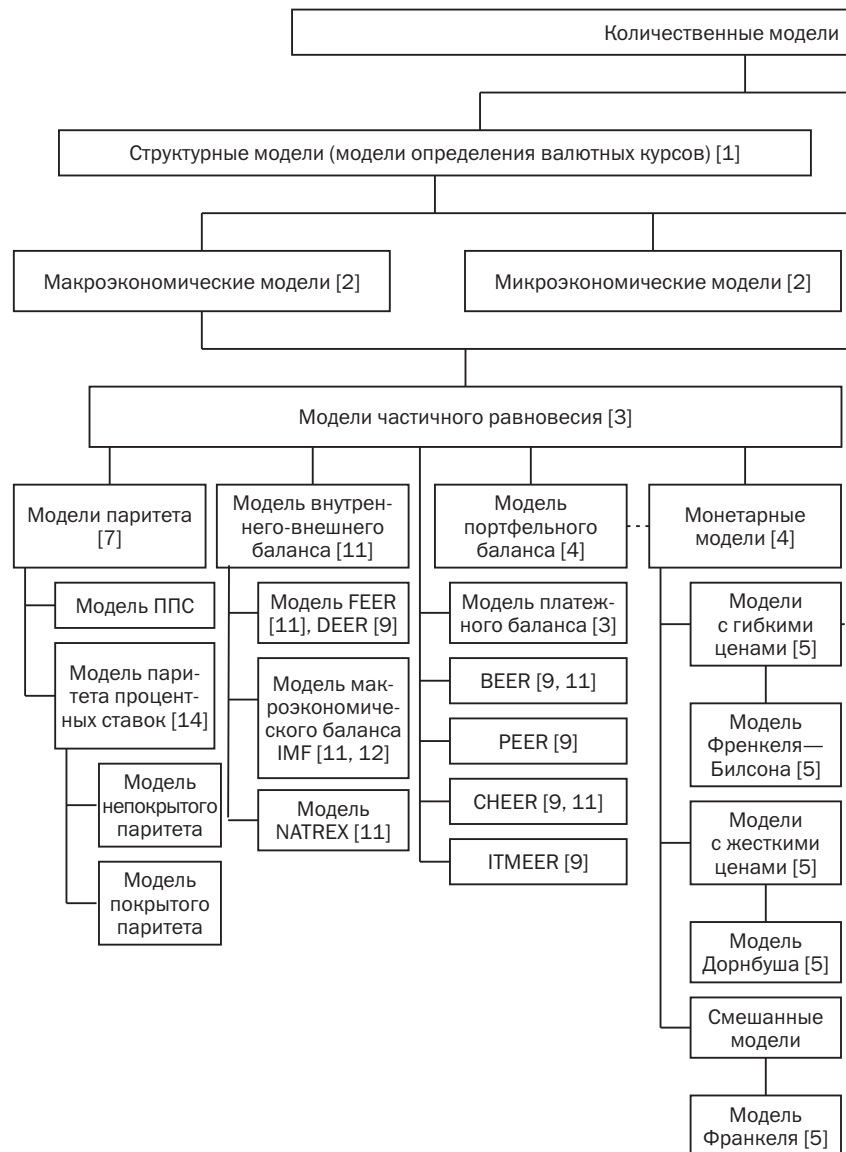 Количественные модели
Структурные модели (модели определения валютных курсов) [1]
Макроэкономические модели [2]
Микроэкономические модели [2]
Модели частичного равновесия [3]
Модели паритета
[7]
Модель внутрен-
него-внешнего
баланса [11]
Модель
портфельного
баланса [4]
Монетарные
модели [4]
Модель ППС
Модель пари-
тета процент-
ных ставок [14]
Модель
непокрытого
паритета
Модель
покрытого
паритета
Модель FEER
[11], DEER [9]
Модель мак-
роэкономиче-
ского баланса
IMF [11, 12]
Модель
NATREX [11]
Модель платеж-
ного баланса [3]
BEER [9, 11]
PEER [9]
CHEER [9, 11]
ITMEER [9]
Модели
с гибкими
ценами [5]
Модель
Френкеля—
Билсона [5]
Модели
с жесткими
ценами [5]
Модель
Дорнбуша [5]
Смешанные
модели
Модель
Франкеля [5]